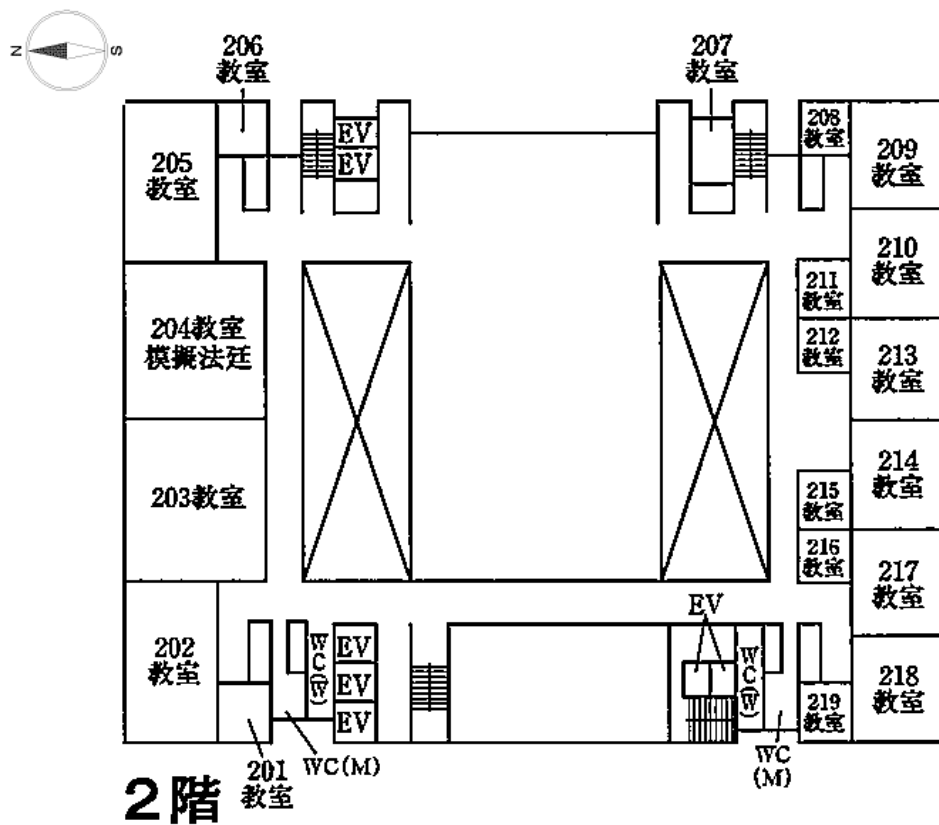 N
S
206
教室
207
教室
EV
EV
208
教室
205
教室
209
教室
210
教室
211
教室
204教室
模擬法廷
212
教室
213
教室
203教室
214
教室
215
教室
216
教室
217
教室
EV
202
教室
WC(W)
EV
EV
EV
WC(W)
218
教室
219
教室
201
教室
WC(M)
WC
(M)
2階